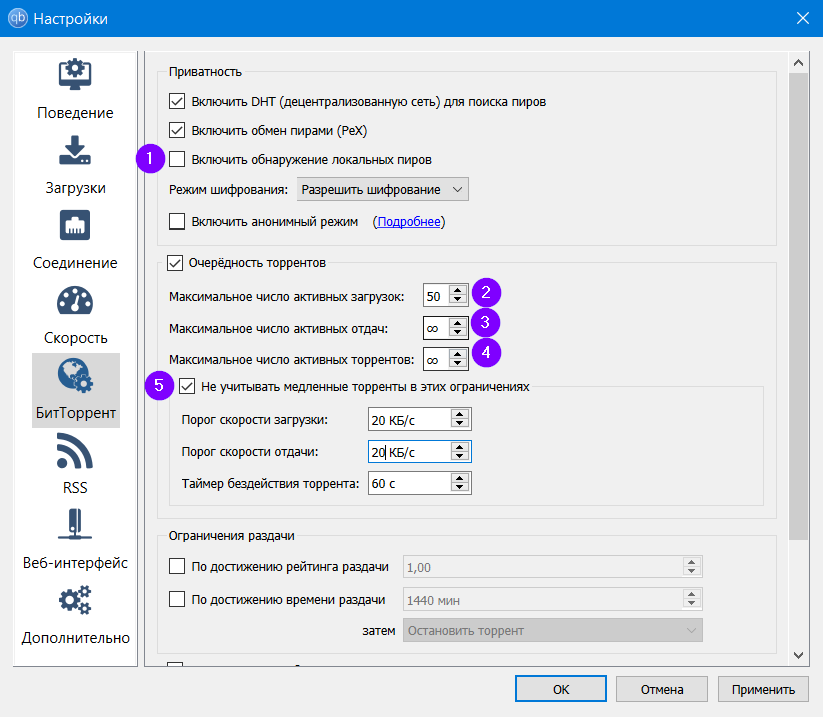 qb Настройки
Поведение
Загрузки
Соединение
Скорость
БитТоррент
RSS
Веб-интерфейс
Дополнительно
Приватность
Включить DHT (децентрализованную сеть) для поиска пиров
Включить обмен пирами (PeX)
1 Включить обнаружение локальных пиров
Режим шифрования: Разрешить шифрование
Включить анонимный режим (Подробнее)
Очерёдность торрентов
Максимальное число активных загрузок: 50 2
Максимальное число активных отдач: ∞ 3
Максимальное число активных торрентов: ∞ 4
5 Не учитывать медленные торренты в этих ограничениях
Порог скорости загрузки: 20 КБ/с
Порог скорости отдачи: 20 КБ/с
Таймер бездействия торрента: 60 с
Ограничения раздачи
По достижению рейтинга раздачи 1,00
По достижению времени раздачи 1440 мин
затем Остановить торрент
ОК Отмена Применить